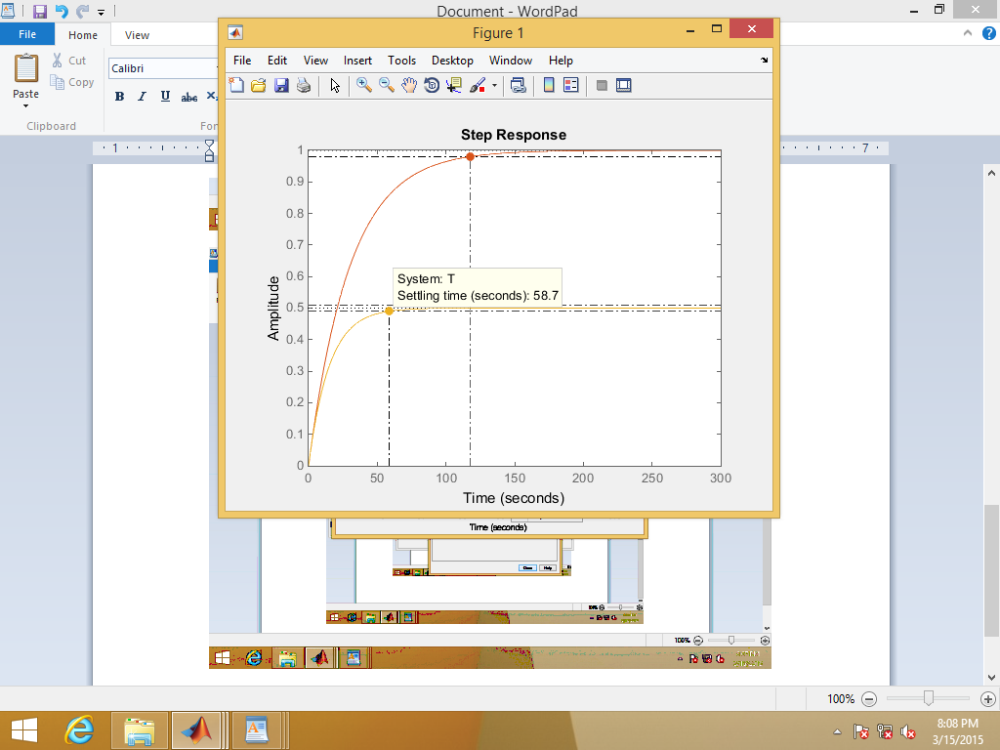 Document - WordPad
File
Home
View
Figure 1
File Edit View Insert Tools Desktop Window Help
Paste
Cut
Copy
Calibri
B I U abc X
Clipboard
Fon
1
7
Step Response
1
0.9
0.8
0.7
0.6
0.5
0.4
0.3
0.2
0.1
0
Amplitude
System: T
Settling time (seconds): 58.7
0 50 100 150 200 250 300
Time (seconds)
Time (seconds)
Close Help
100%
100%
100%
8:08 PM
3/15/2015